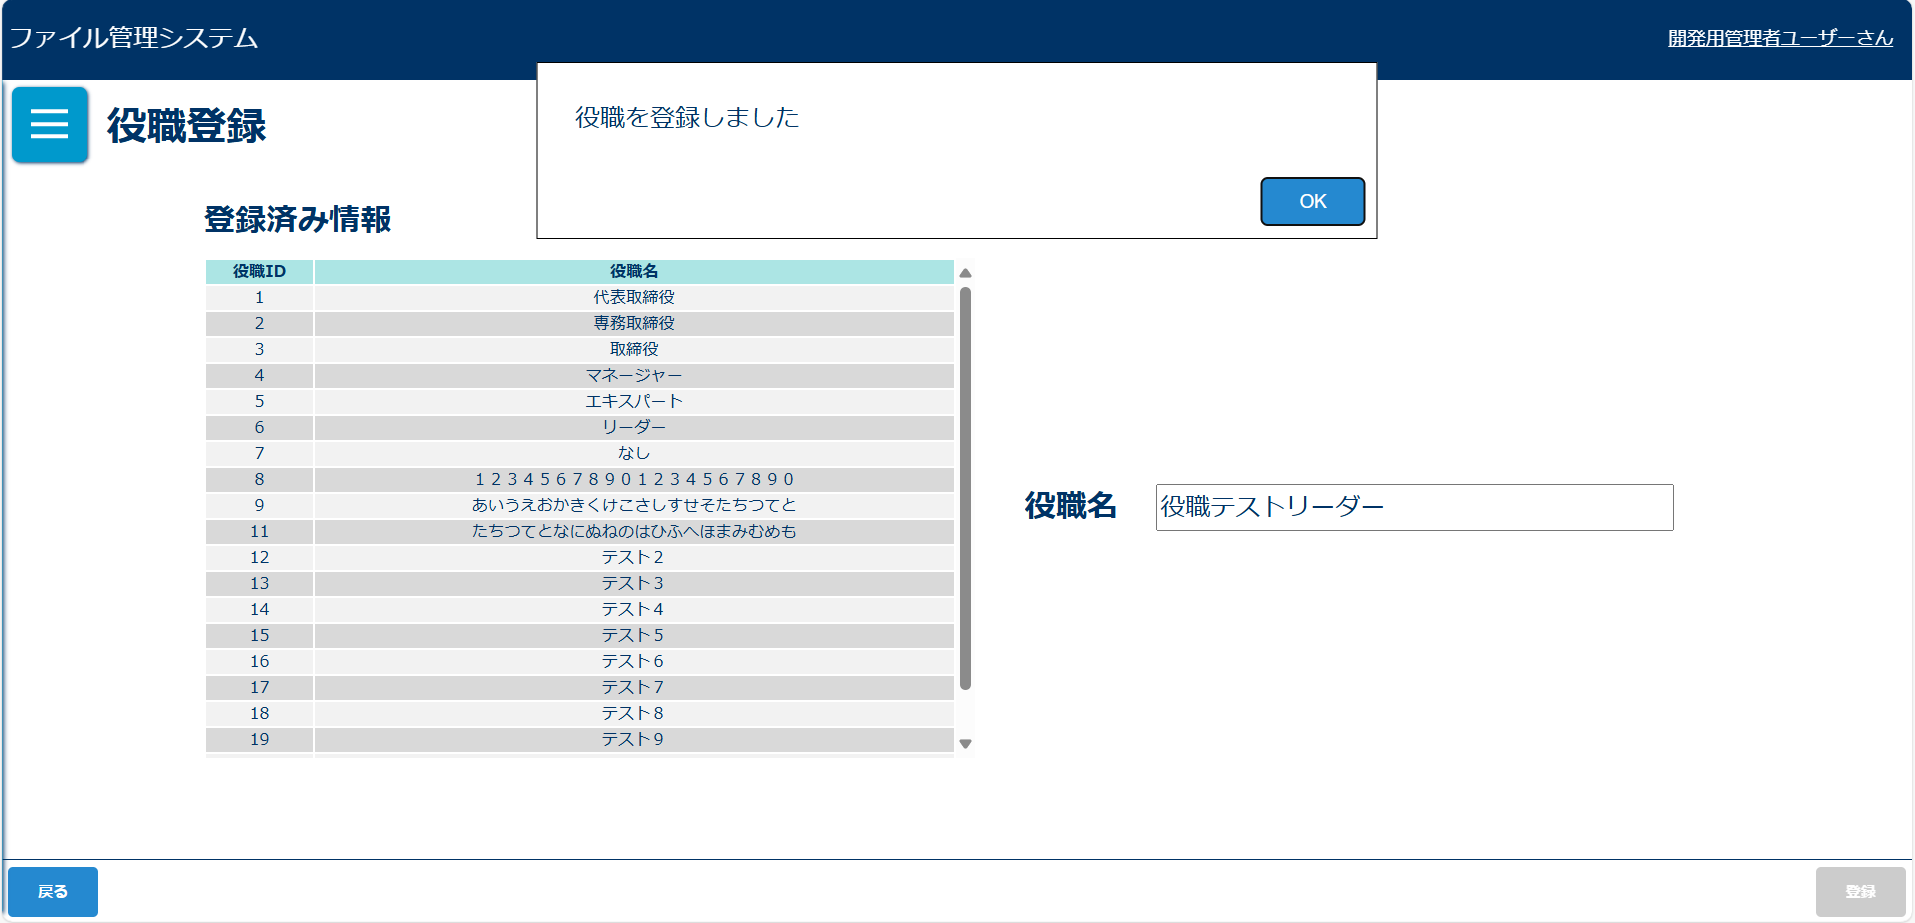 ファイル管理システム
開発用管理者ユーザーさん
役職登録
役職を登録しました
OK
登録済み情報
役職ID 役職名
1 代表取締役
2 専務取締役
3 取締役
4 マネージャー
5 エキスパート
6 リーダー
7 なし
8 １２３４５６７８９０１２３４５６７８９０
9 あいうえおかきくけこさしすせそたちつてと
11 たちつてとなにぬねのはひふへほまみむめも
12 テスト２
13 テスト３
14 テスト４
15 テスト５
16 テスト６
17 テスト７
18 テスト８
19 テスト９
役職名 役職テストリーダー
戻る
登録